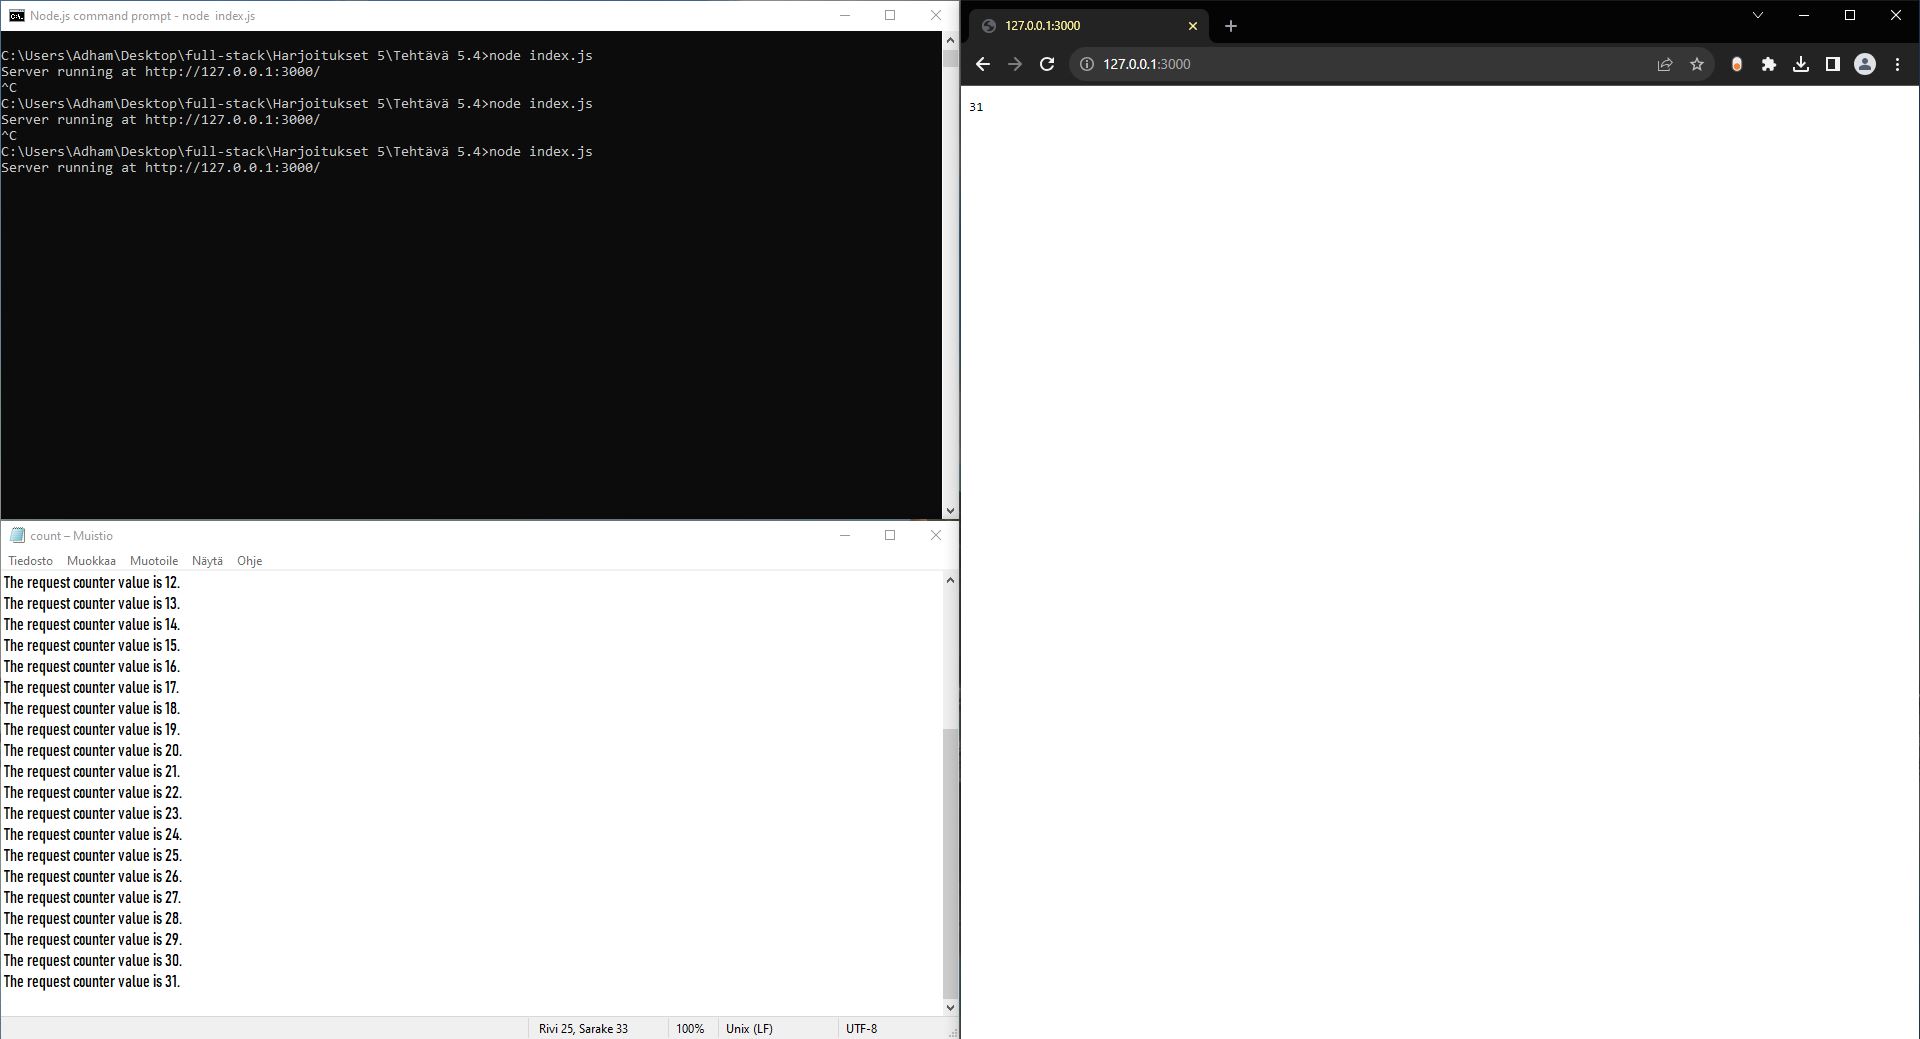 Node.js command prompt - node  index.js
C:\Users\Adham\Desktop\full-stack\Harjoitukset 5\Tehtävä 5.4>node index.js
Server running at http://127.0.0.1:3000/
^C
C:\Users\Adham\Desktop\full-stack\Harjoitukset 5\Tehtävä 5.4>node index.js
Server running at http://127.0.0.1:3000/
^C
C:\Users\Adham\Desktop\full-stack\Harjoitukset 5\Tehtävä 5.4>node index.js
Server running at http://127.0.0.1:3000/
count – Muistio
Tiedosto Muokkaa Muotoile Näytä Ohje
The request counter value is 12.
The request counter value is 13.
The request counter value is 14.
The request counter value is 15.
The request counter value is 16.
The request counter value is 17.
The request counter value is 18.
The request counter value is 19.
The request counter value is 20.
The request counter value is 21.
The request counter value is 22.
The request counter value is 23.
The request counter value is 24.
The request counter value is 25.
The request counter value is 26.
The request counter value is 27.
The request counter value is 28.
The request counter value is 29.
The request counter value is 30.
The request counter value is 31.
Rivi 25, Sarake 33 100% Unix (LF) UTF-8
127.0.0.1:3000
127.0.0.1:3000
31